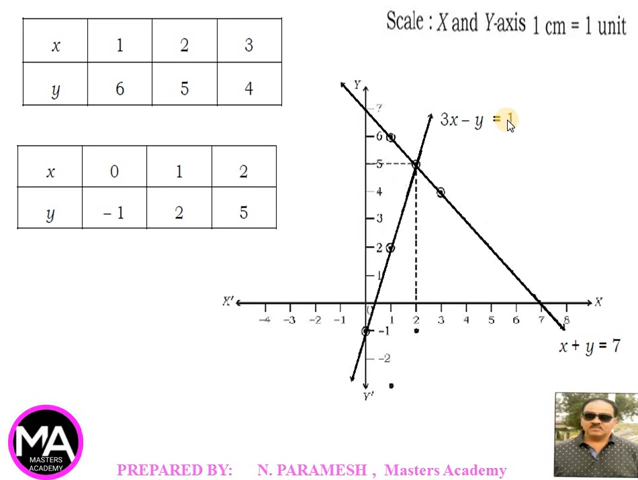 Scale : X and Y-axis 1 cm = 1 unit
x 1 2 3
y 6 5 4
x 0 1 2
y – 1 2 5
Y
3x – y = 1
7
6
5
4
3
2
1
X' X
-4 -3 -2 -1 1 2 3 4 5 6 7 8
-1
-2
Y'
x + y = 7
MA
MASTERS
ACADEMY
PREPARED BY: N. PARAMESH , Masters Academy